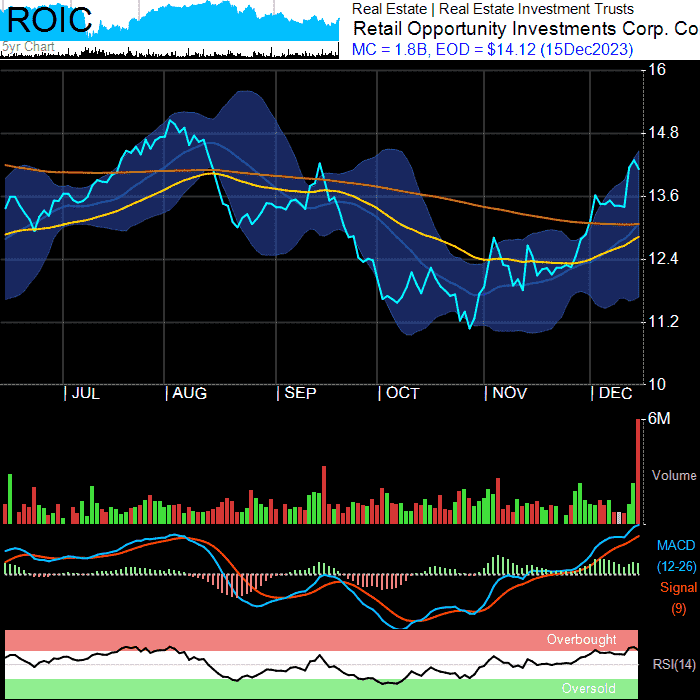 ROIC
5yr Chart
Real Estate | Real Estate Investment Trusts
Retail Opportunity Investments Corp. Co
MC = 1.8B, EOD = $14.12 (15Dec2023)
16
14.8
13.6
12.4
11.2
10
| JUL | AUG | SEP | OCT | NOV | DEC
6M
Volume
MACD
(12-26)
Signal
(9)
Overbought
RSI(14)
Oversold